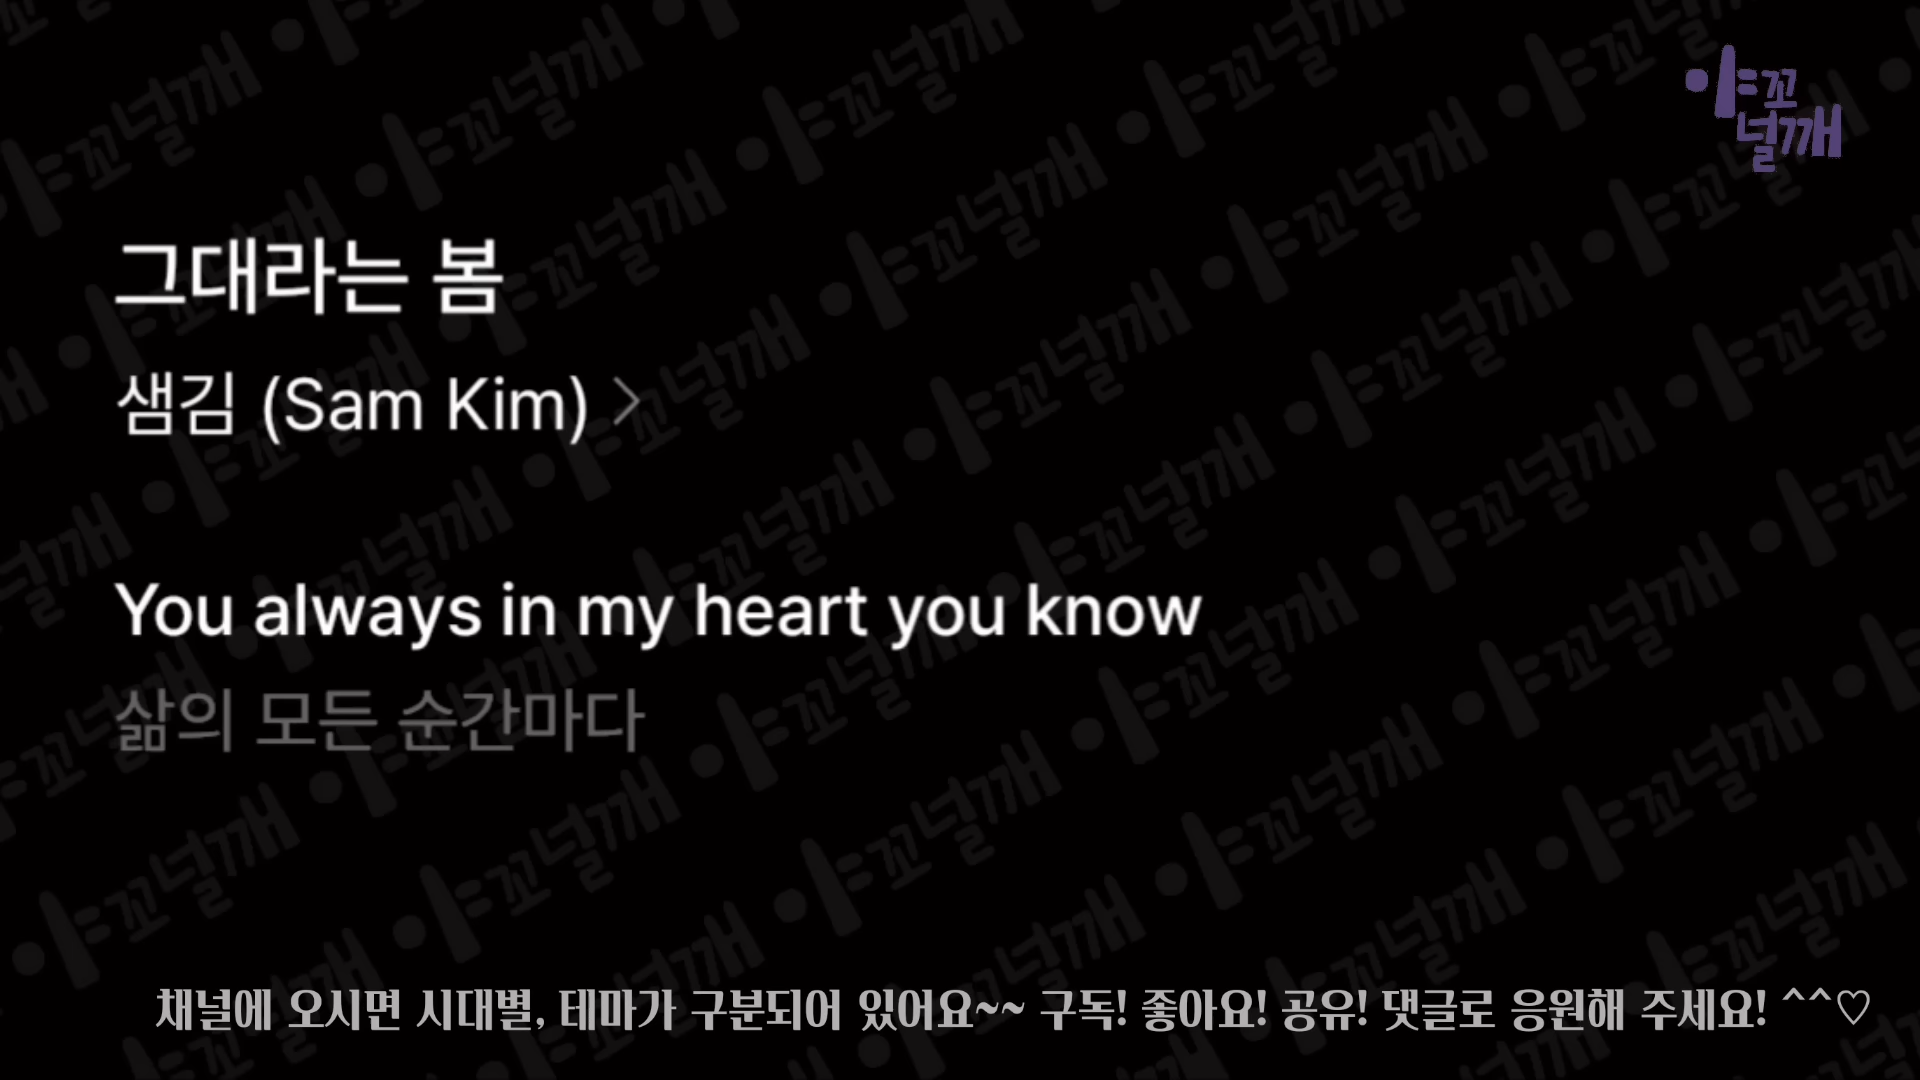 야꼬
널깨
그대라는 봄
샘김 (Sam Kim) >
You always in my heart you know
삶의 모든 순간마다
채널에 오시면 시대별, 테마가 구분되어 있어요~~ 구독! 좋아요! 공유! 댓글로 응원해 주세요! ^^♡